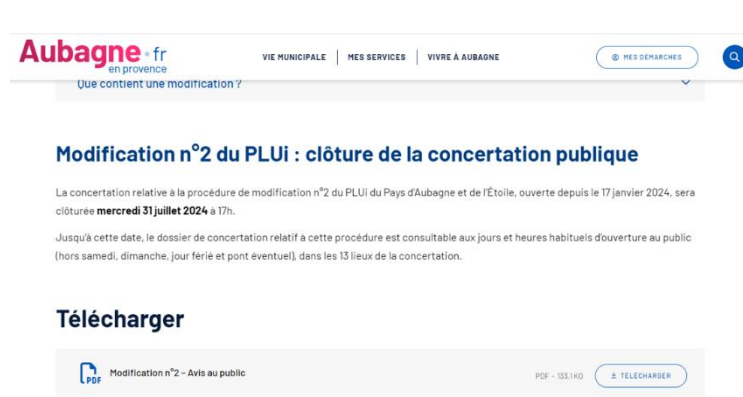 Aubagne•fr
en provence
VIE MUNICIPALE
MES SERVICES
VIVRE À AUBAGNE
MES DÉMARCHES
Que contient une modification ?
Modification n°2 du PLUi : clôture de la concertation publique
La concertation relative à la procédure de modification n°2 du PLUi du Pays d'Aubagne et de l'Étoile, ouverte depuis le 17 janvier 2024, sera
clôturée mercredi 31 juillet 2024 à 17h.
Jusqu'à cette date, le dossier de concertation relatif à cette procédure est consultable aux jours et heures habituels d'ouverture au public
(hors samedi, dimanche, jour férié et pont éventuel), dans les 13 lieux de la concertation.
Télécharger
PDF
Modification n°2 – Avis au public
PDF – 133.1 KO
TÉLÉCHARGER